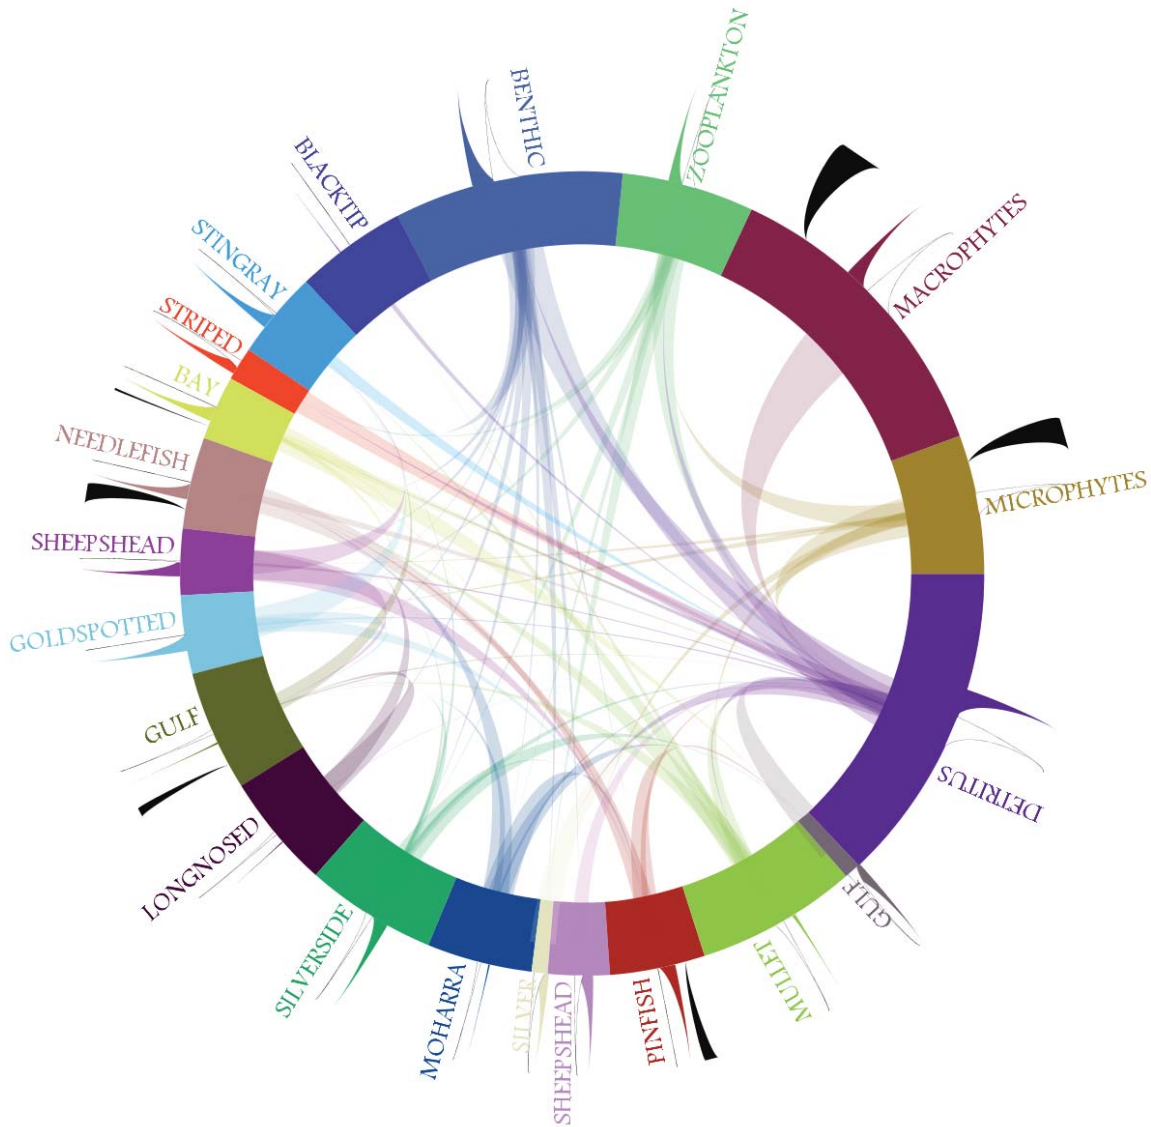 ZOOPLANKTON
MACROPHYTES
MICROPHYTES
DETRITUS
GULF
MULLET
PINFISH
SHEEPSHEAD
SILVER
MOHARRA
SILVERSIDE
LONGNOSED
GULF
GOLDSPOTTED
SHEEPSHEAD
NEEDLEFISH
BAY
STRIPED
STINGRAY
BLACKTIP
BENTHIC